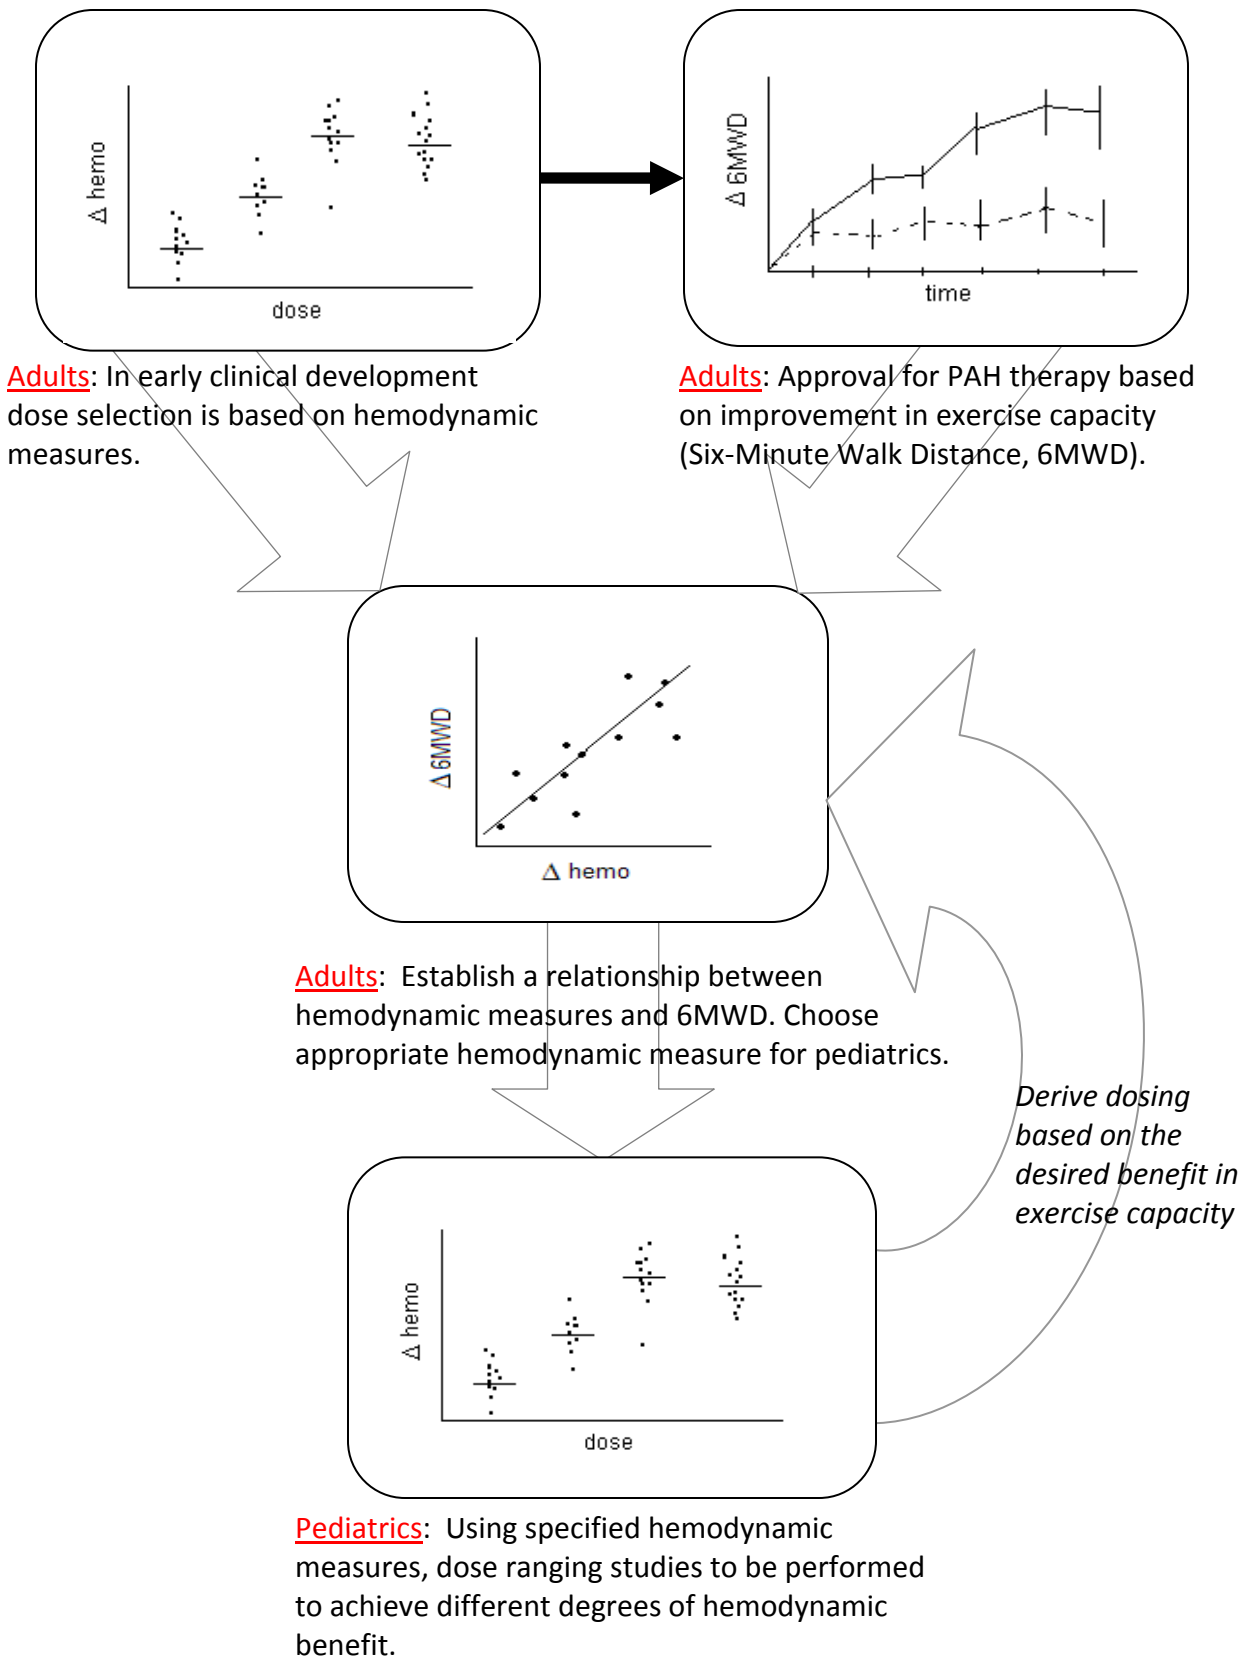 Δ hemo
dose
Δ 6MWD
time
Adults: In early clinical development
dose selection is based on hemodynamic
measures.
Adults: Approval for PAH therapy based
on improvement in exercise capacity
(Six-Minute Walk Distance, 6MWD).
Δ 6MWD
Δ hemo
Adults:  Establish a relationship between
hemodynamic measures and 6MWD. Choose
appropriate hemodynamic measure for pediatrics.
Derive dosing
based on the
desired benefit in
exercise capacity
Δ hemo
dose
Pediatrics:  Using specified hemodynamic
measures, dose ranging studies to be performed
to achieve different degrees of hemodynamic
benefit.